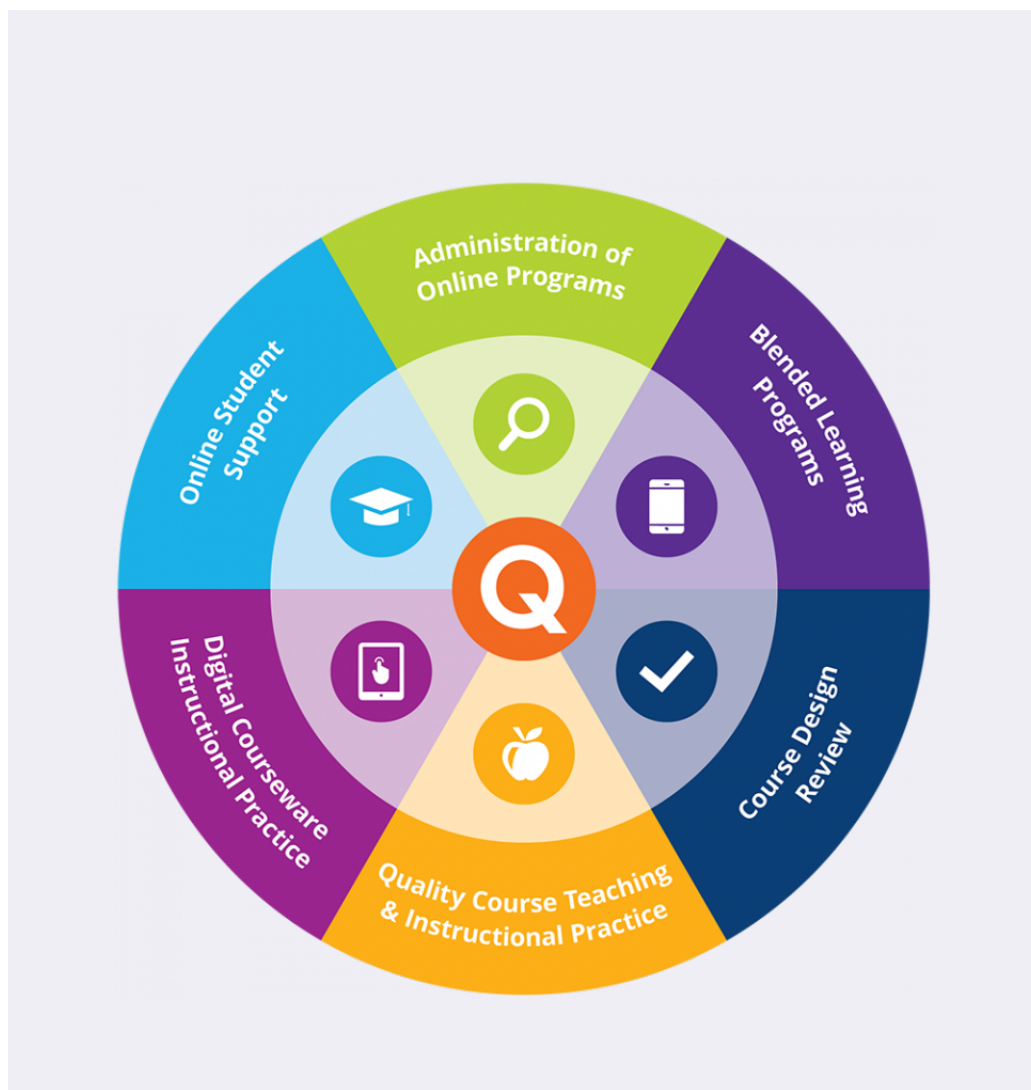 Administration of
Online Programs
Blended Learning
Programs
Course Design
Review
Quality Course Teaching
& Instructional Practice
Digital Courseware
Instructional Practice
Online Student
Support
Q